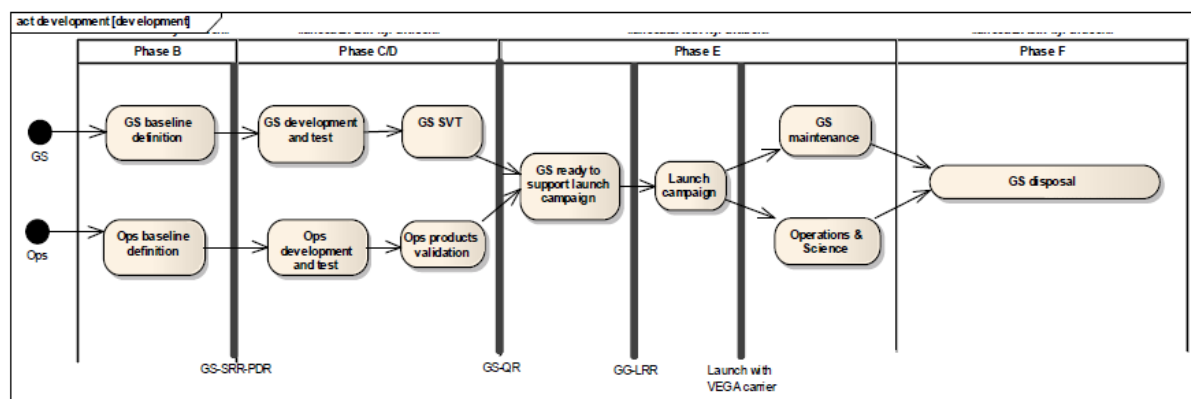 act development [development]
Phase B
Phase C/D
Phase E
Phase F
GS
GS baseline
definition
GS development
and test
GS SVT
GS ready to
support launch
campaign
Launch
campaign
GS
maintenance
GS disposal
Ops
Ops baseline
definition
Ops
development
and test
Ops products
validation
Operations &
Science
GS-SRR-PDR
GS-QR
GG-LRR
Launch with
VEGA carrier